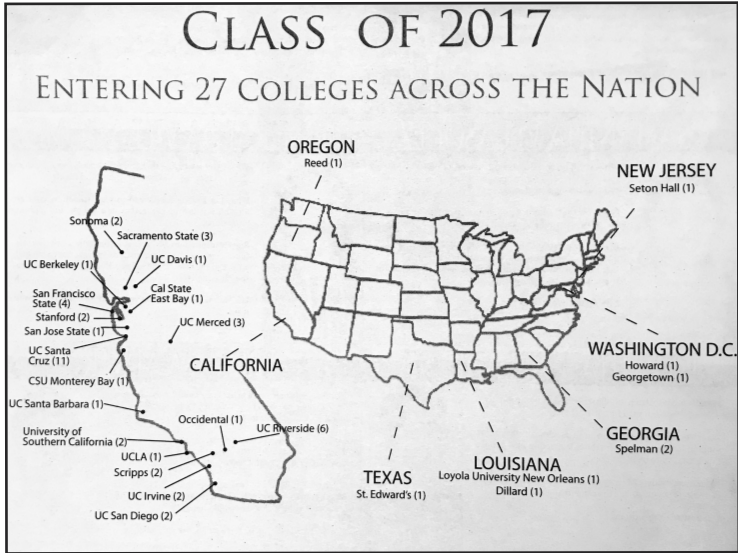 CLASS OF 2017
ENTERING 27 COLLEGES ACROSS THE NATION
OREGON
Reed (1)
NEW JERSEY
Seton Hall (1)
Sonoma (2)
Sacramento State (3)
UC Berkeley (1)
UC Davis (1)
San Francisco
State (4)
Cal State
East Bay (1)
Stanford (2)
San Jose State (1)
UC Merced (3)
UC Santa
Cruz (11)
CALIFORNIA
CSU Monterey Bay (1)
WASHINGTON D.C.
Howard (1)
Georgetown (1)
UC Santa Barbara (1)
Occidental (1)
UC Riverside (6)
University of
Southern California (2)
UCLA (1)
Scripps (2)
UC Irvine (2)
UC San Diego (2)
GEORGIA
Spelman (2)
TEXAS
St. Edward's (1)
LOUISIANA
Loyola University New Orleans (1)
Dillard (1)